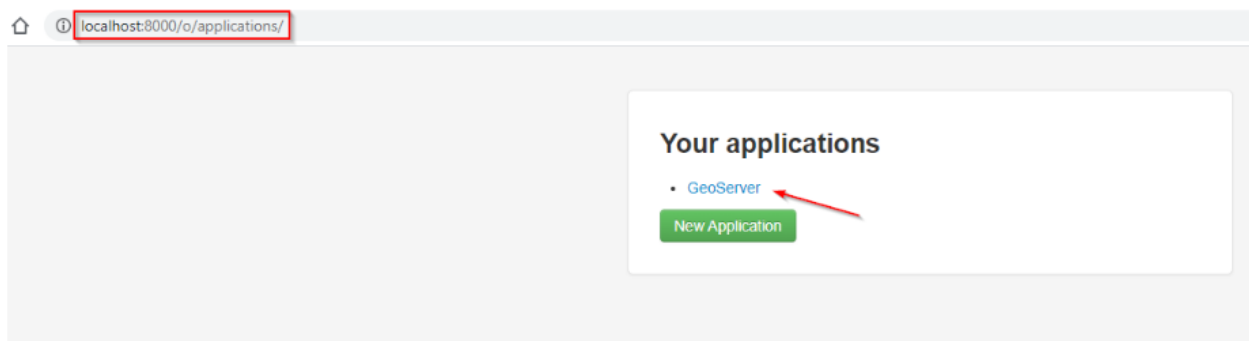 localhost:8000/o/applications/
Your applications
GeoServer
New Application